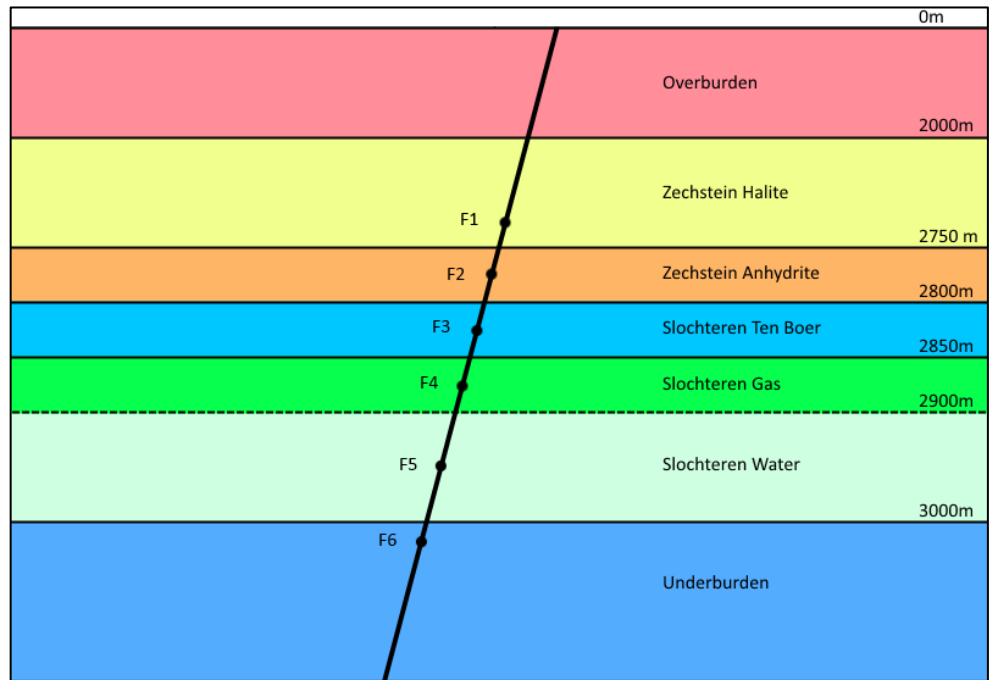 0m
Overburden
2000m
Zechstein Halite
F1
2750 m
F2
Zechstein Anhydrite
2800m
F3
Slochteren Ten Boer
2850m
F4
Slochteren Gas
2900m
F5
Slochteren Water
3000m
F6
Underburden